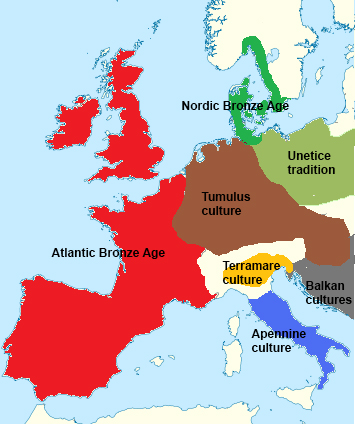 Nordic Bronze Age
Unetice
tradition
Tumulus
culture
Atlantic Bronze Age
Terramare
culture
Balkan
cultures
Apennine
culture